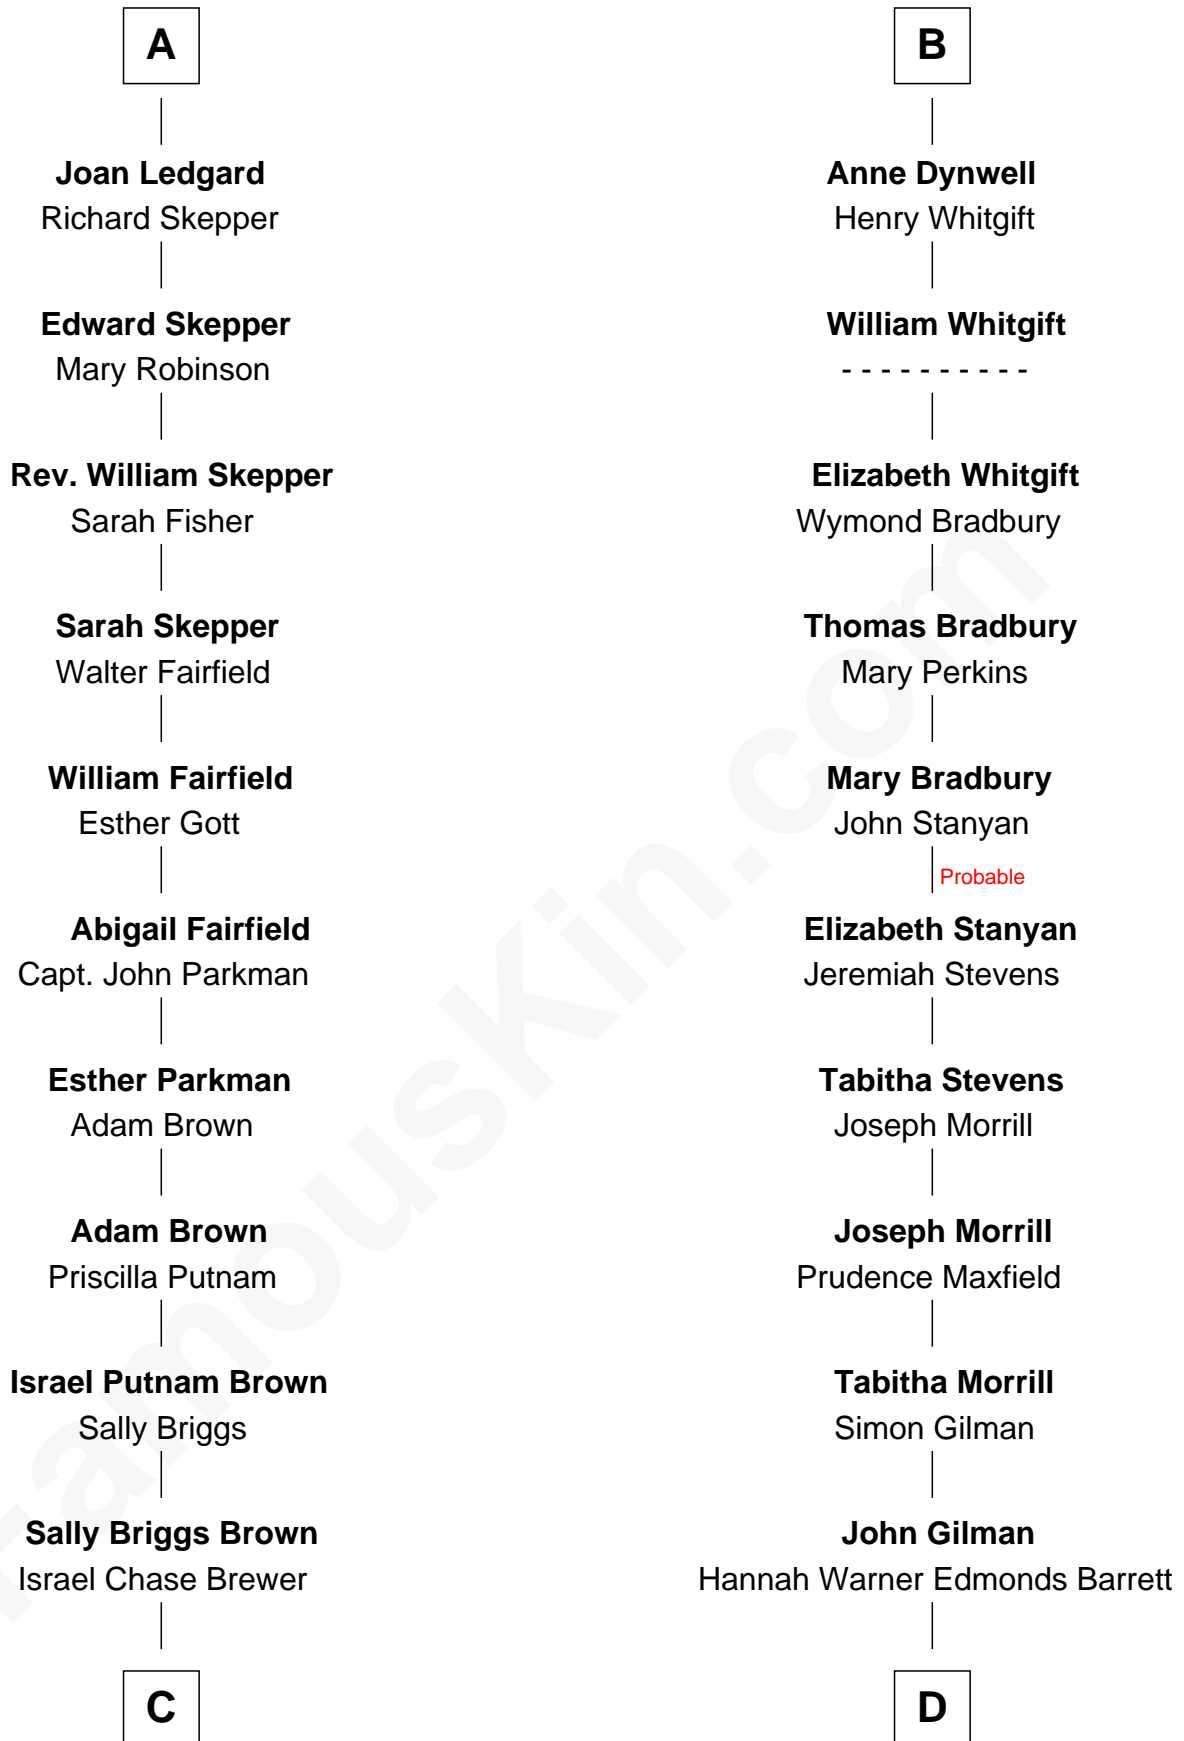 A
Joan Ledgard
Richard Skepper
Edward Skepper
Mary Robinson
Rev. William Skepper
Sarah Fisher
Sarah Skepper
Walter Fairfield
William Fairfield
Esther Gott
Abigail Fairfield
Capt. John Parkman
Esther Parkman
Adam Brown
Adam Brown
Priscilla Putnam
Israel Putnam Brown
Sally Briggs
Sally Briggs Brown
Israel Chase Brewer
C
B
Anne Dynwell
Henry Whitgift
William Whitgift
- - - - - - - - - -
Elizabeth Whitgift
Wymond Bradbury
Thomas Bradbury
Mary Perkins
Mary Bradbury
John Stanyan
Probable
Elizabeth Stanyan
Jeremiah Stevens
Tabitha Stevens
Joseph Morrill
Joseph Morrill
Prudence Maxfield
Tabitha Morrill
Simon Gilman
John Gilman
Hannah Warner Edmonds Barrett
D
FamousKin.com